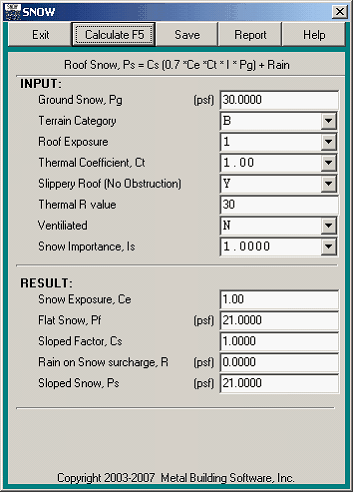 SNOW
Exit Calculate F5 Save Report Help
Roof Snow, Ps = Cs (0.7 *Ce *Ct * I * Pg) + Rain
INPUT:
Ground Snow, Pg (psf) 30.0000
Terrain Category B
Roof Exposure 1
Thermal Coefficient, Ct 1.00
Slippery Roof (No Obstruction) Y
Thermal R value 30
Ventiliated N
Snow Importance, Is 1.0000
RESULT:
Snow Exposure, Ce 1.00
Flat Snow, Pf (psf) 21.0000
Sloped Factor, Cs 1.0000
Rain on Snow surcharge, R (psf) 0.0000
Sloped Snow, Ps (psf) 21.0000
Copyright 2003-2007 Metal Building Software, Inc.